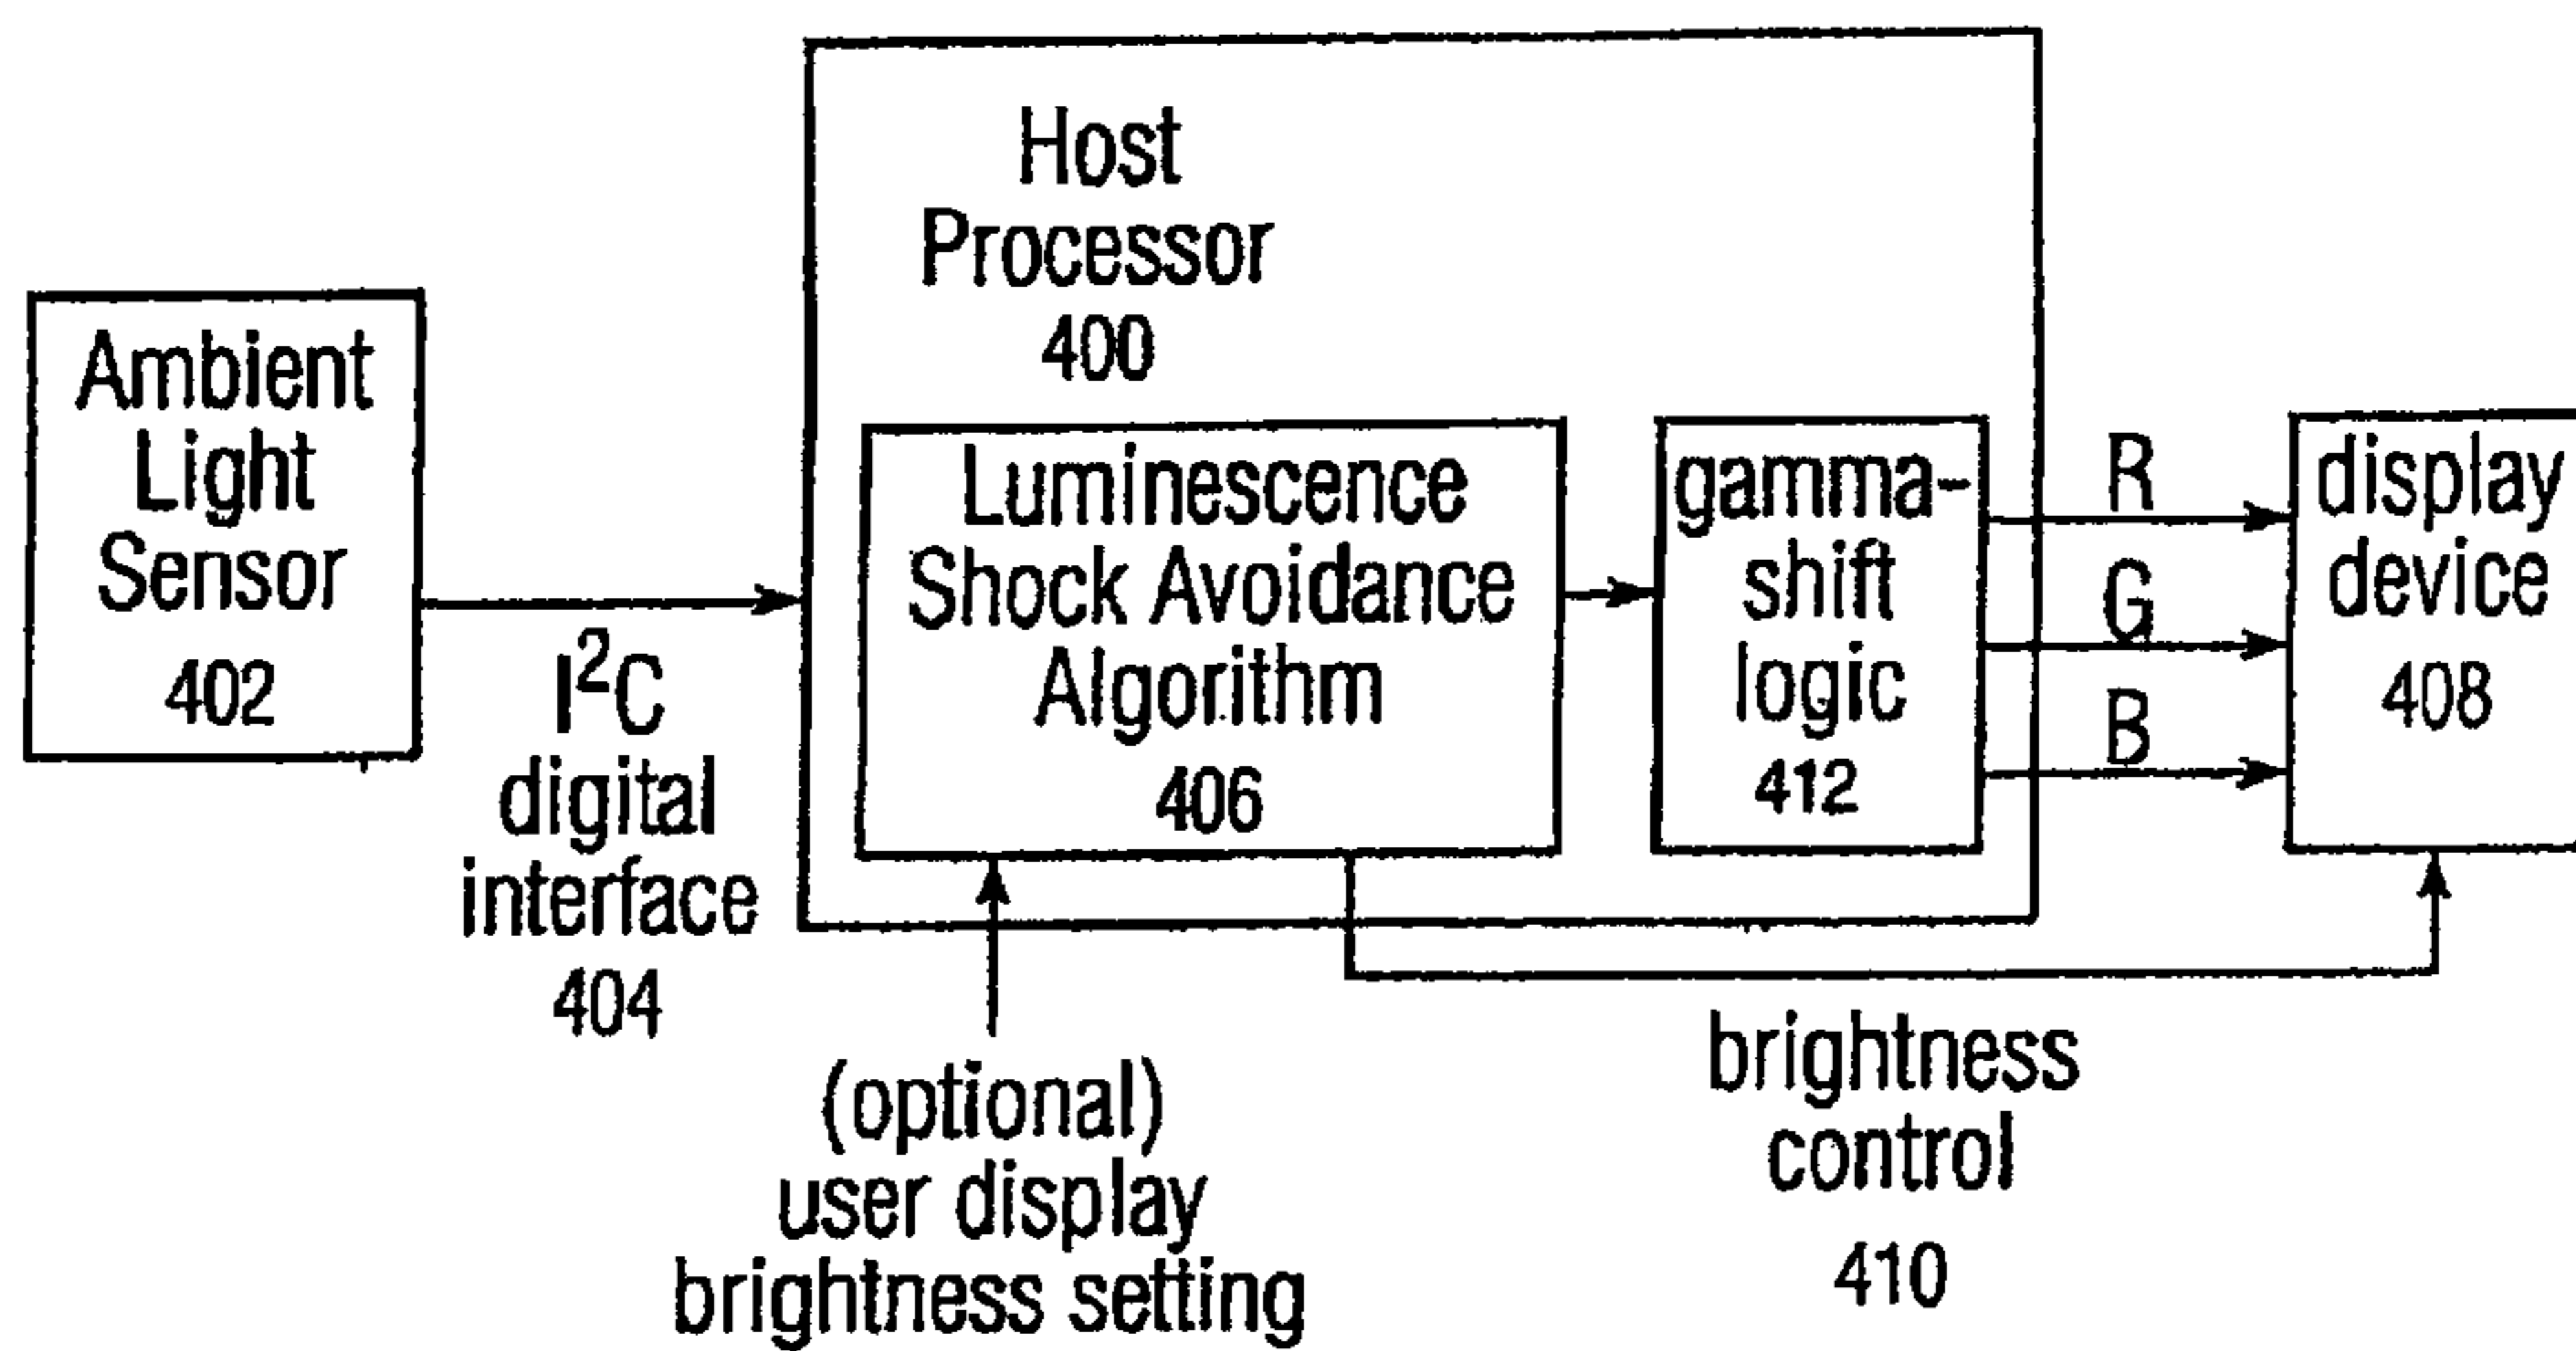 Host
Processor
400
Ambient
Light
Sensor
402
I²C
digital
interface
404
Luminescence
Shock Avoidance
Algorithm
406
gamma-
shift
logic
412
R
G
B
display
device
408
(optional)
user display
brightness setting
brightness
control
410